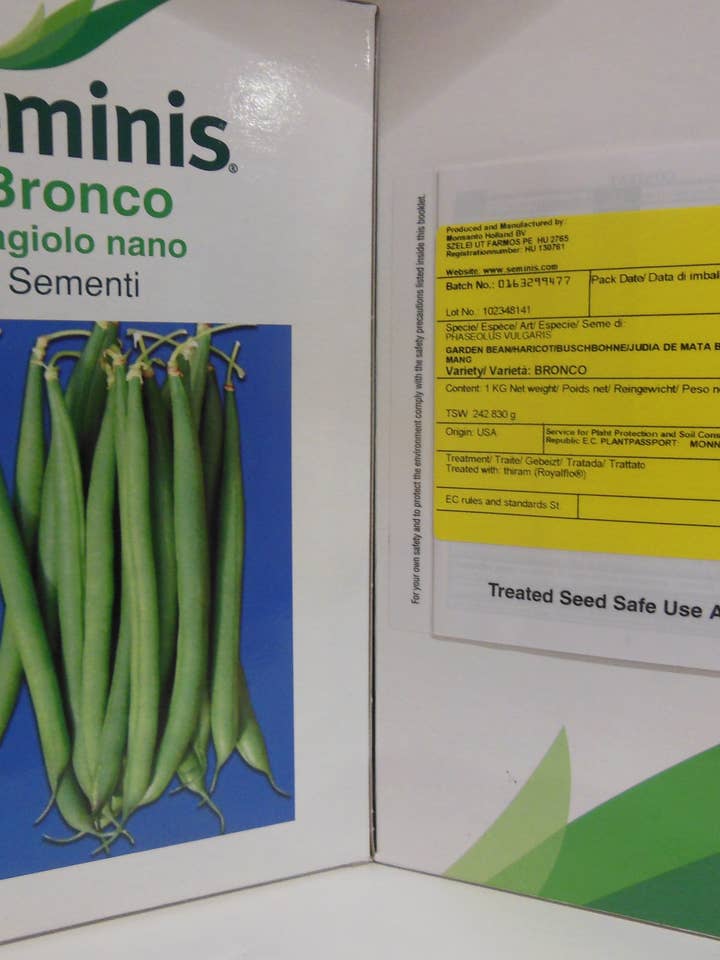 minis®
Bronco
agiolo nano
Sementi
For your own safety and to protect the environment comply with the safety precautions listed inside this booklet.
Produced and Manufactured by:
Monsanto Holland BV
SZELEI UT FARMOS PE HU 2765
Registrationnumber: HU 130761
Website. www.seminis.com
Batch No.: 0163299477
Pack Date/ Data di imbal
Lot No.: 102348141
Specie/ Espèce/ Art/ Especie/ Seme di:
PHASEOLUS VULGARIS
GARDEN BEAN/HARICOT/BUSCHBOHNE/JUDIA DE MATA B
MANG
Variety/ Varietà: BRONCO
Content: 1 KG Net weight/ Poids net/ Reingewicht/ Peso n
TSW 242 830 g
Origin: USA
Service for Plant Protection and Soil Cons
Republic E.C. PLANTPASSPORT: MONN
Treatment/ Traite/ Gebeizt/ Tratada/ Trattato
Treated with: thiram (Royalflo®)
EC rules and standards St.
Treated Seed Safe Use A